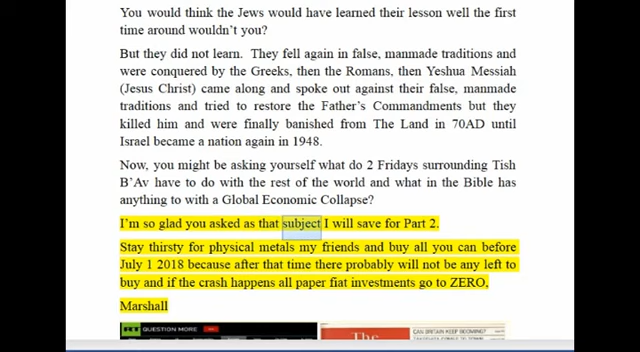 You would think the Jews would have learned their lesson well the first
time around wouldn't you?
But they did not learn. They fell again in false, manmade traditions and
were conquered by the Greeks, then the Romans, then Yeshua Messiah
(Jesus Christ) came along and spoke out against their false, manmade
traditions and tried to restore the Father's Commandments but they
killed him and were finally banished from The Land in 70AD until
Israel became a nation again in 1948.
Now, you might be asking yourself what do 2 Fridays surrounding Tish
B'Av have to do with the rest of the world and what in the Bible has
anything to with a Global Economic Collapse?
I'm so glad you asked as that subject I will save for Part 2.
Stay thirsty for physical metals my friends and buy all you can before
July 1 2018 because after that time there probably will not be any left to
buy and if the crash happens all paper fiat investments go to ZERO,
Marshall
RT QUESTION MORE
The
CAN BRITAIN KEEP BOOMING?